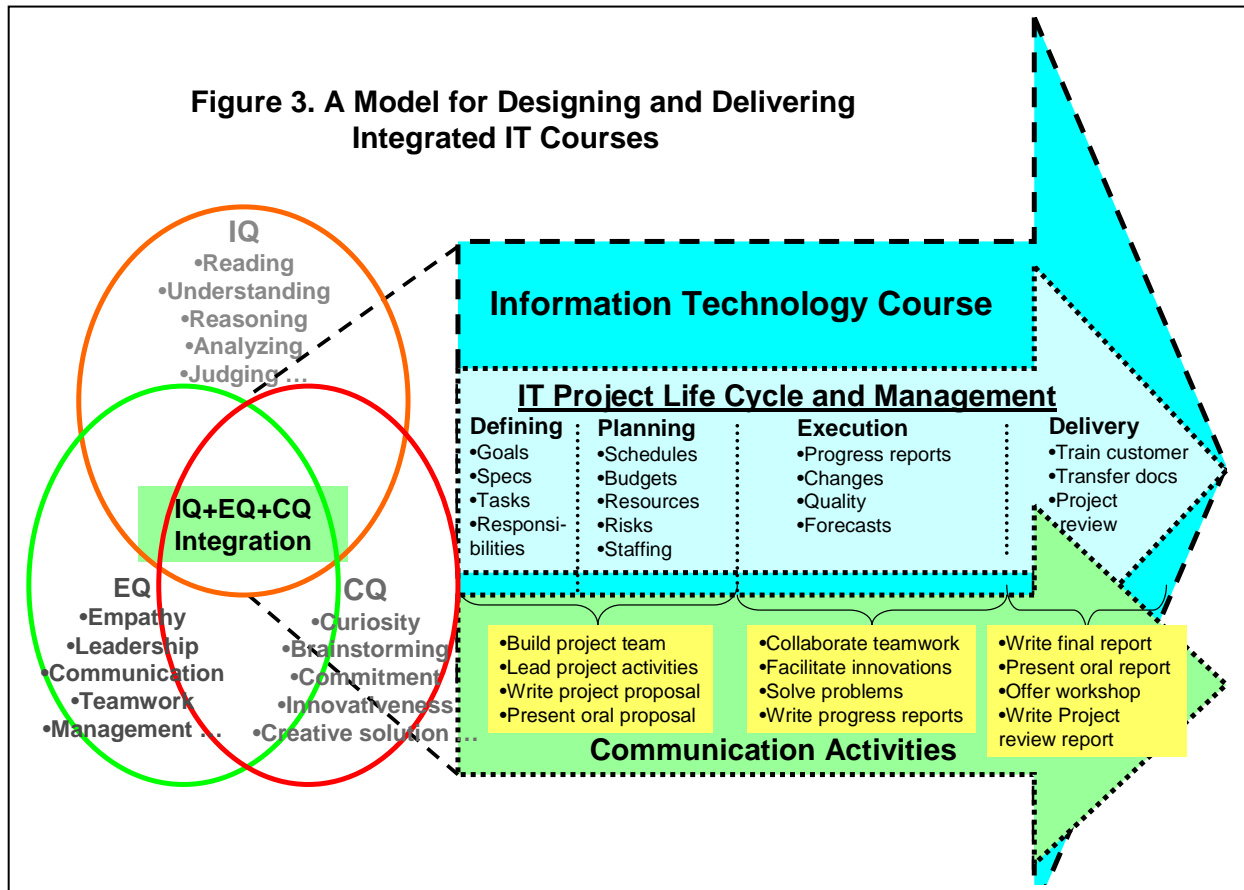 Figure 3. A Model for Designing and Delivering
Integrated IT Courses
IQ
•Reading
•Understanding
•Reasoning
•Analyzing
•Judging …
IQ+EQ+CQ
Integration
EQ
•Empathy
•Leadership
•Communication
•Teamwork
•Management …
CQ
•Curiosity
•Brainstorming
•Commitment
•Innovativeness
•Creative solution …
Information Technology Course
IT Project Life Cycle and Management
Defining
•Goals
•Specs
•Tasks
•Responsi-
bilities
Planning
•Schedules
•Budgets
•Resources
•Risks
•Staffing
Execution
•Progress reports
•Changes
•Quality
•Forecasts
Delivery
•Train customer
•Transfer docs
•Project
review
•Build project team
•Lead project activities
•Write project proposal
•Present oral proposal
•Collaborate teamwork
•Facilitate innovations
•Solve problems
•Write progress reports
•Write final report
•Present oral report
•Offer workshop
•Write Project
review report
Communication Activities